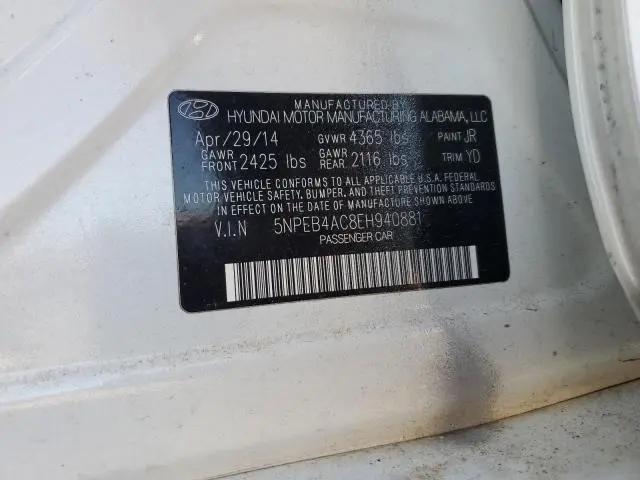 MANUFACTURED BY
HYUNDAI MOTOR MANUFACTURING ALABAMA, LLC
Apr/29/14 GVWR 4365 lbs PAINT JR
GAWR FRONT 2425 lbs GAWR REAR 2116 lbs TRIM YD
THIS VEHICLE CONFORMS TO ALL APPLICABLE U.S.A. FEDERAL
MOTOR VEHICLE SAFETY, BUMPER, AND THEFT PREVENTION STANDARDS
IN EFFECT ON THE DATE OF MANUFACTURE SHOWN ABOVE.
V.I.N 5NPEB4AC8EH940881
PASSENGER CAR